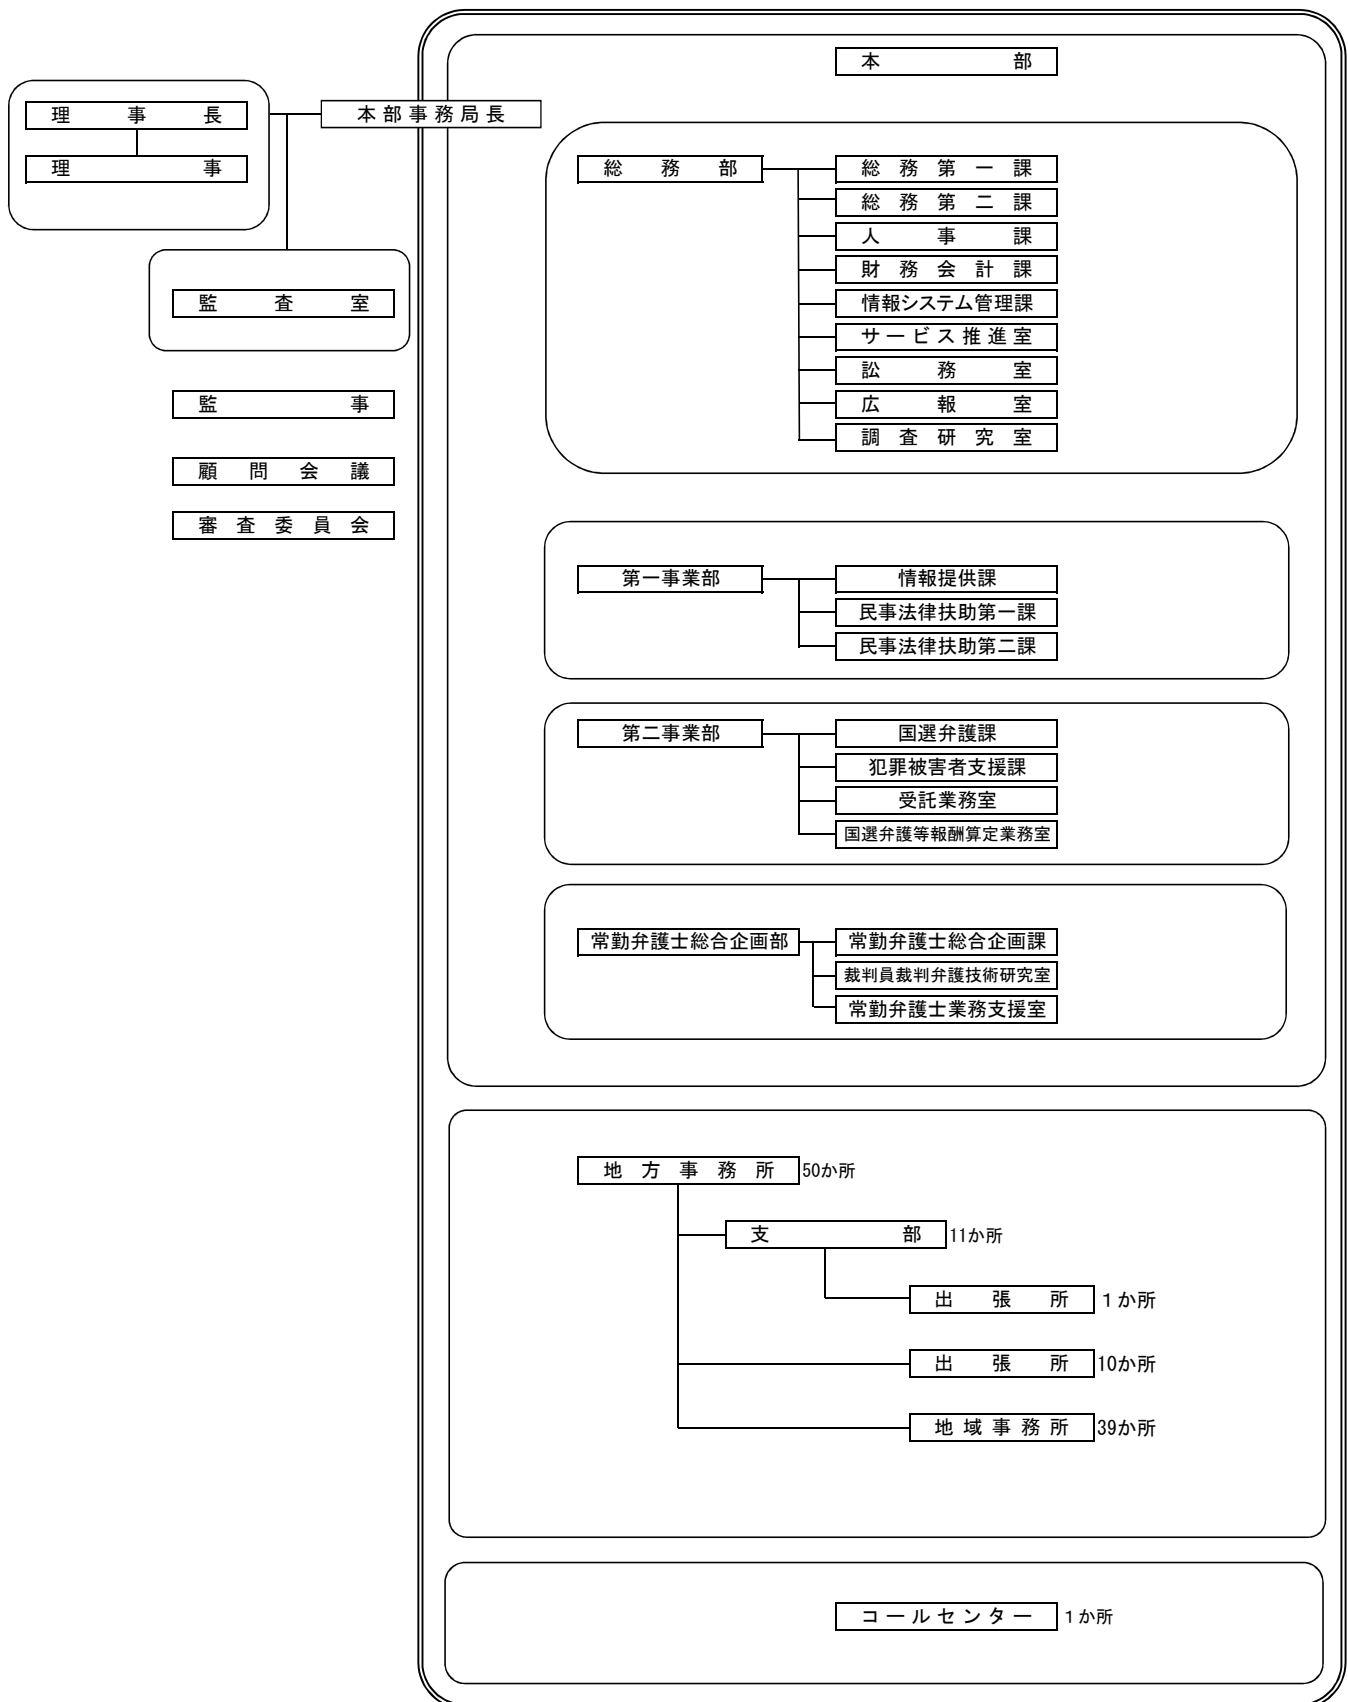 本部
理事長
本部事務局長
理事
監査室
監事
顧問会議
審査委員会
総務部
総務第一課
総務第二課
人事課
財務会計課
情報システム管理課
サービス推進室
訟務室
広報室
調査研究室
第一事業部
情報提供課
民事法律扶助第一課
民事法律扶助第二課
第二事業部
国選弁護課
犯罪被害者支援課
受託業務室
国選弁護等報酬算定業務室
常勤弁護士総合企画部
常勤弁護士総合企画課
裁判員裁判弁護技術研究室
常勤弁護士業務支援室
地方事務所 50か所
支部 11か所
出張所 1か所
出張所 10か所
地域事務所 39か所
コールセンター 1か所